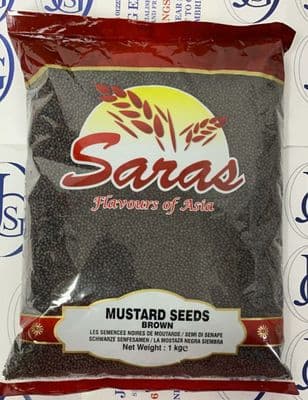 Saras
Flavours of Asia
MUSTARD SEEDS
BROWN
LES SEMENCES NOIRES DE MOUTARDE / SEMI DI SENAPE
SCHWARZE SENFESAMEN / LA MOSTAZA NEGRA SIEMBRA
Net Weight : 1 kg e